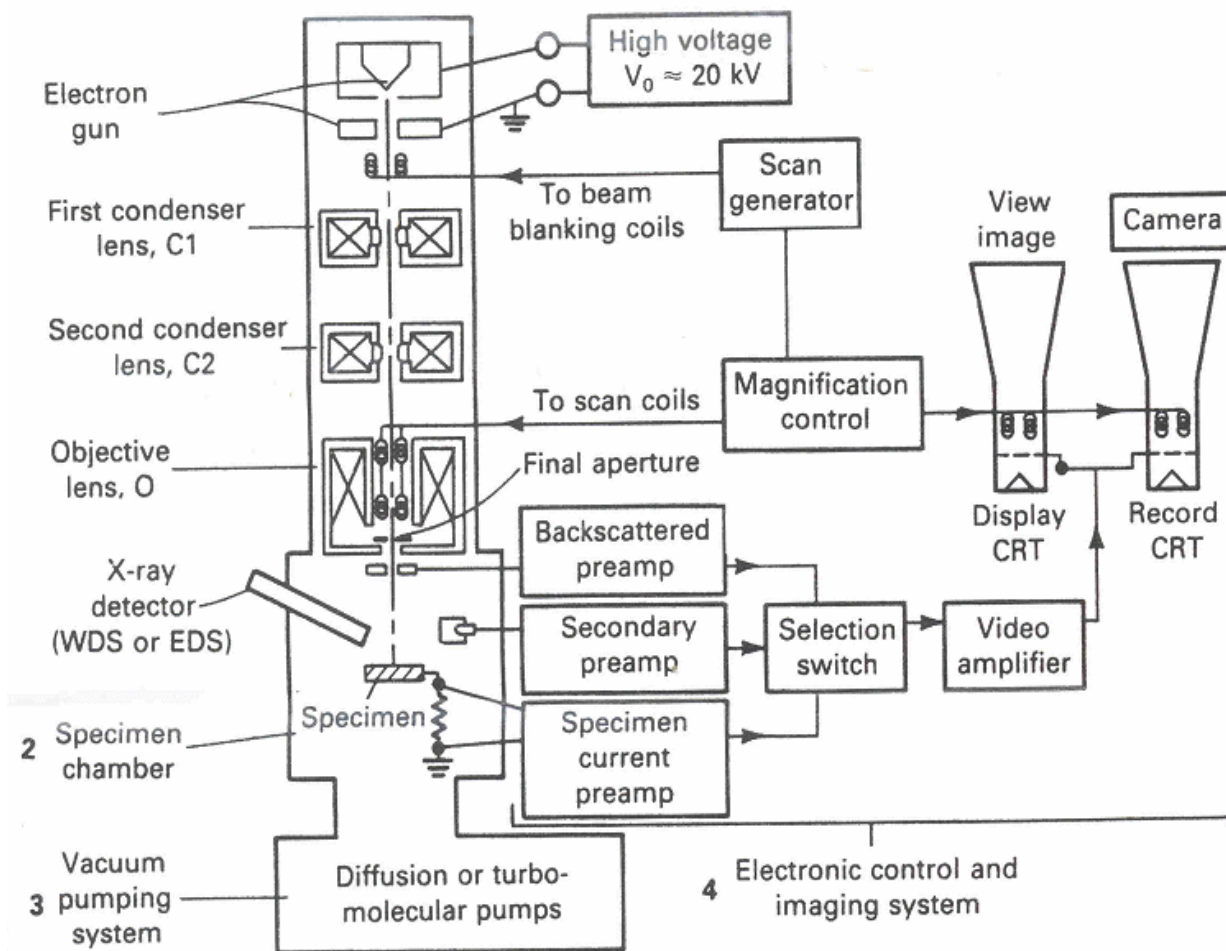 High voltage
V₀ ≈ 20 kV
Electron
gun
Scan
generator
To beam
blanking coils
First condenser
lens, C1
View
image
Camera
Second condenser
lens, C2
Magnification
control
To scan coils
Objective
lens, O
Final aperture
Display
CRT
Record
CRT
Backscattered
preamp
X-ray
detector
(WDS or EDS)
Secondary
preamp
Selection
switch
Video
amplifier
Specimen
Specimen
current
preamp
2 Specimen
chamber
Vacuum
3 pumping
system
Diffusion or turbo-
molecular pumps
4 Electronic control and
imaging system